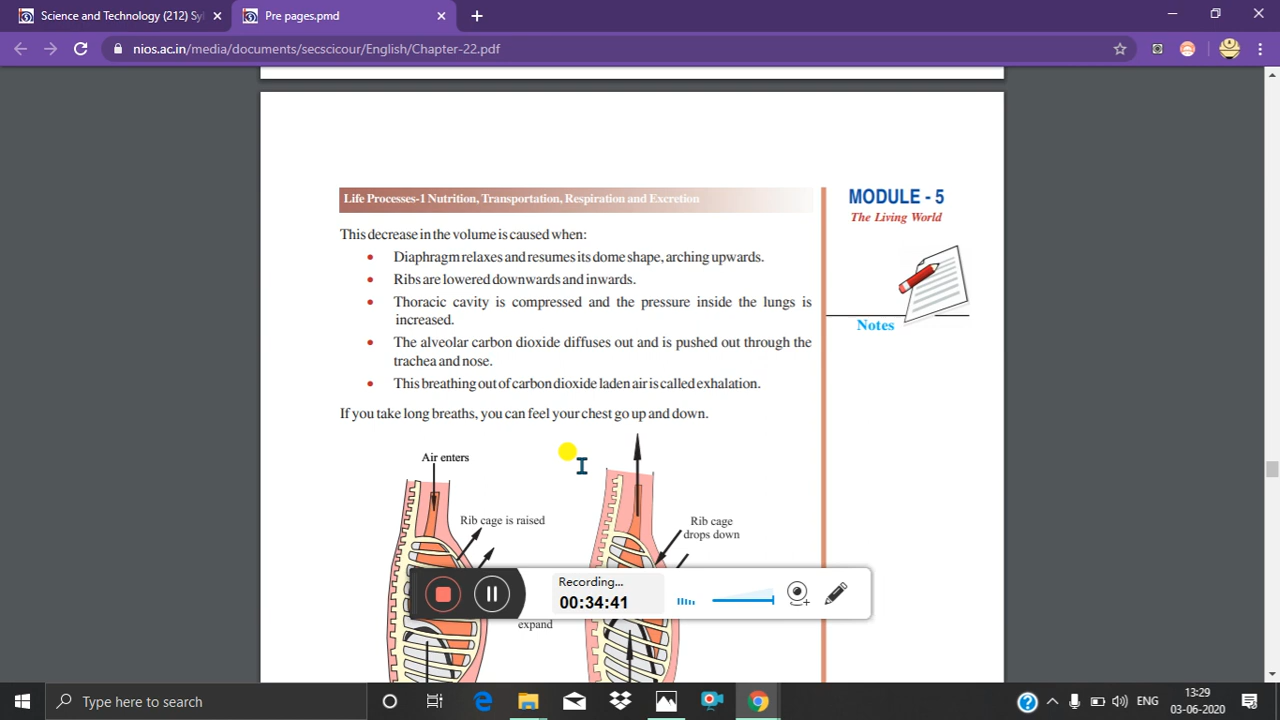 Science and Technology (212) Syl
Pre pages.pmd
nios.ac.in/media/documents/secscicour/English/Chapter-22.pdf
Life Processes-1 Nutrition, Transportation, Respiration and Excretion
MODULE - 5
The Living World
Notes
This decrease in the volume is caused when:
• Diaphragm relaxes and resumes its dome shape, arching upwards.
• Ribs are lowered downwards and inwards.
• Thoracic cavity is compressed and the pressure inside the lungs is
increased.
• The alveolar carbon dioxide diffuses out and is pushed out through the
trachea and nose.
• This breathing out of carbon dioxide laden air is called exhalation.
If you take long breaths, you can feel your chest go up and down.
Air enters
Rib cage is raised
Rib cage
drops down
Recording...
00:34:41
expand
Type here to search
ENG
13:29
03-06-2020